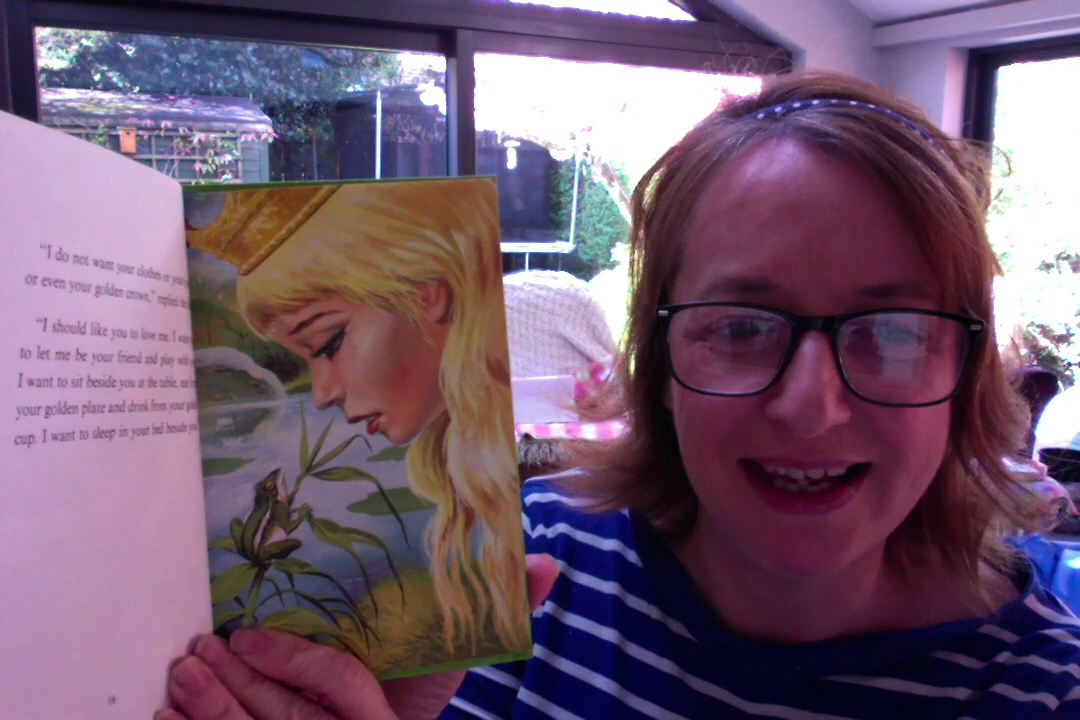 "I do not want your clothes or your
or even your golden crown," replied
"I should like you to love me. I
to let me be your friend and play with
I want to sit beside you at the table,
your golden plate and drink from your
cup. I want to sleep in your bed beside